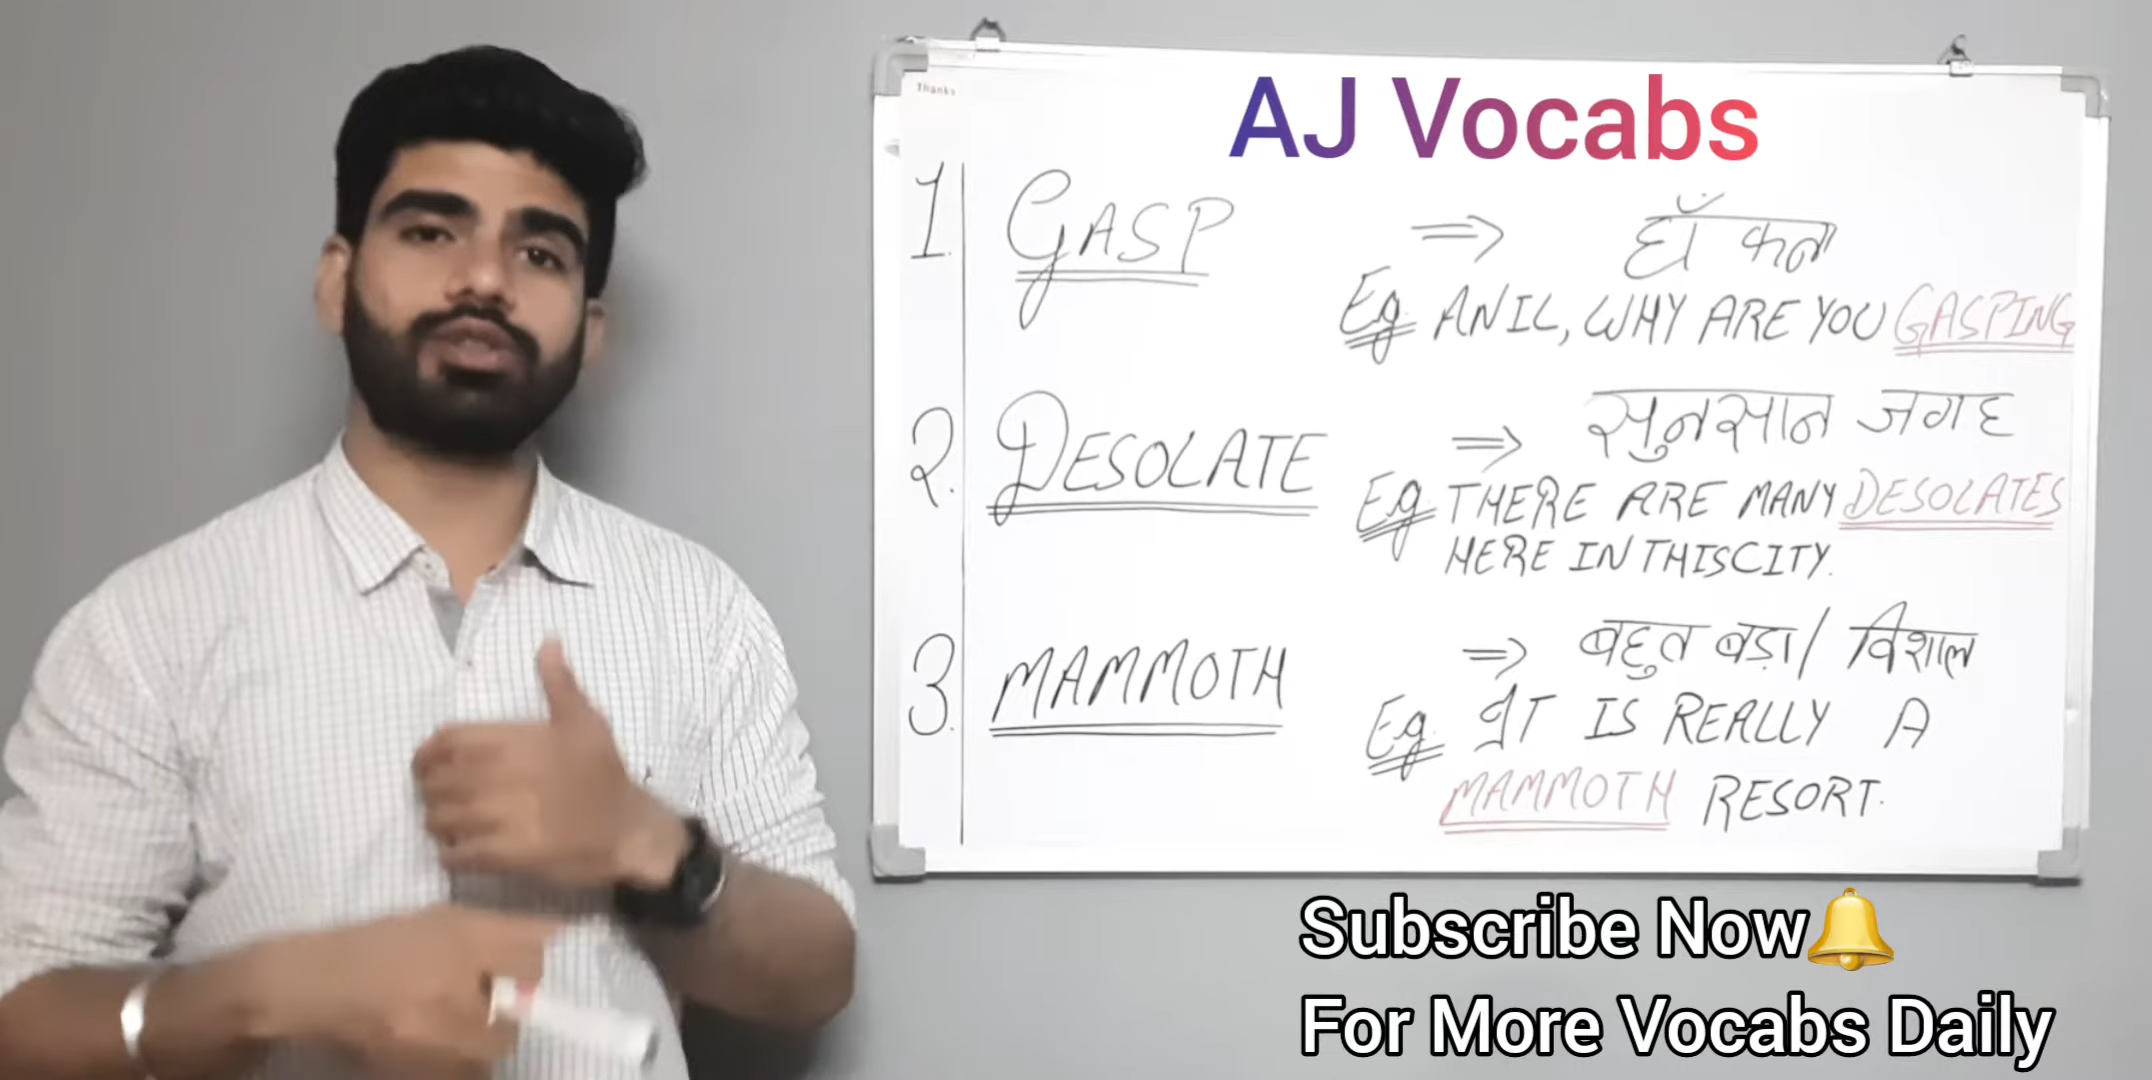 Thanks
AJ Vocabs
1. GASP ⇒ हाँ कना
Eg. ANIL, WHY ARE YOU GASPING
2. DESOLATE ⇒ सुनसान जगह
Eg. THERE ARE MANY DESOLATES
HERE IN THIS CITY.
3. MAMMOTH ⇒ बहुत बड़ा / विशाल
Eg. IT IS REALLY A
MAMMOTH RESORT.
Subscribe Now🔔
For More Vocabs Daily